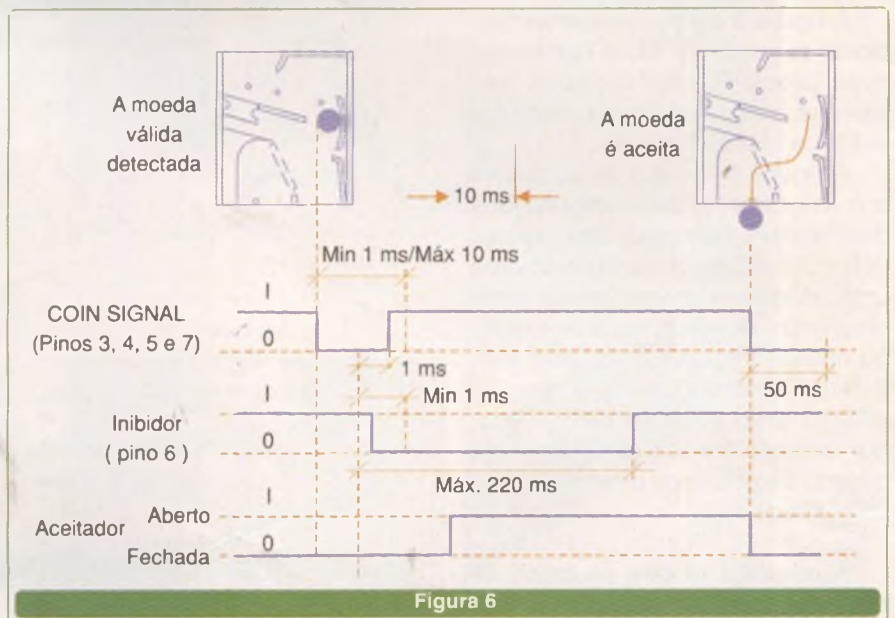 A moeda
válida
detectada
A moeda
é aceita
10 ms
Min 1 ms/Máx 10 ms
COIN SIGNAL
(Pinos 3, 4, 5 e 7)
I
0
1 ms
Min 1 ms
50 ms
Inibidor
( pino 6 )
I
0
Máx. 220 ms
Aceitador
Aberto
Fechada
I
0
Figura 6